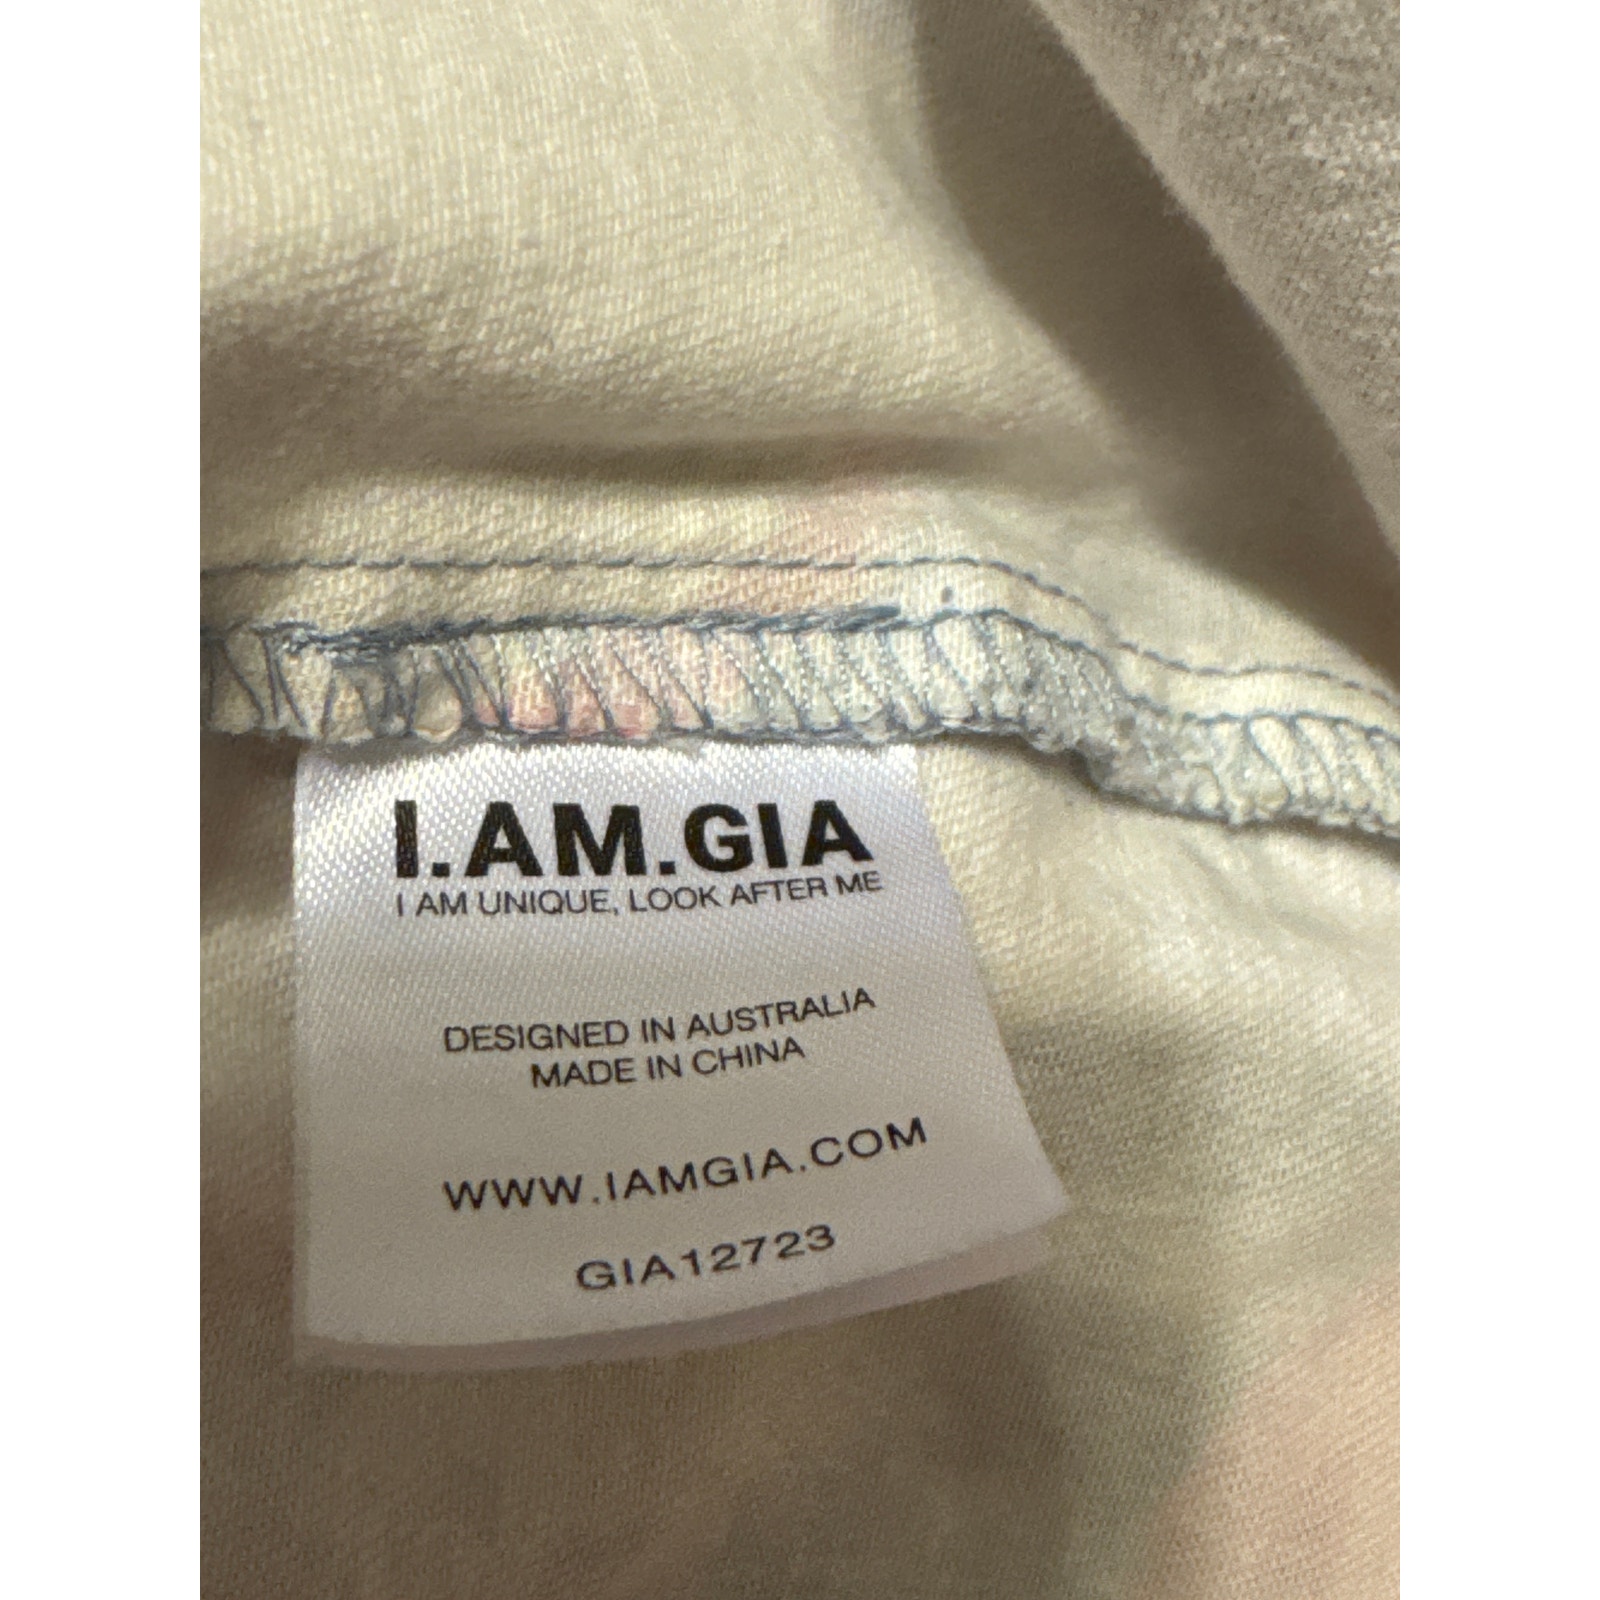 I.AM.GIA
I AM UNIQUE, LOOK AFTER ME
DESIGNED IN AUSTRALIA
MADE IN CHINA
WWW.IAMGIA.COM
GIA12723